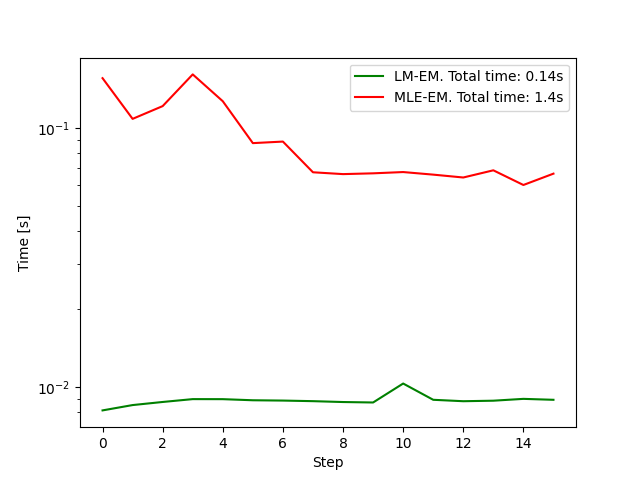 LM-EM. Total time: 0.14s
MLE-EM. Total time: 1.4s
10⁻¹
10⁻²
Time [s]
0 2 4 6 8 10 12 14
Step